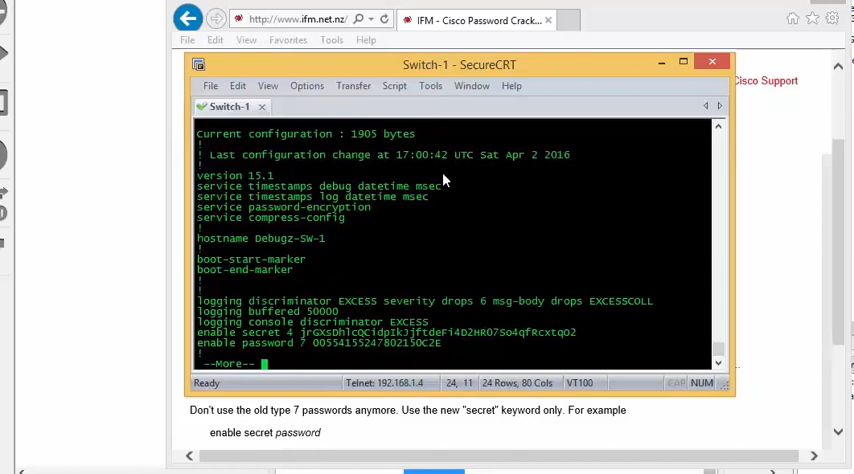 http://www.ifm.net.nz/
IFM - Cisco Password Crack...
File Edit View Favorites Tools Help
Switch-1 - SecureCRT
File Edit View Options Transfer Script Tools Window Help
Cisco Support
Switch-1
Current configuration : 1905 bytes
!
! Last configuration change at 17:00:42 UTC Sat Apr 2 2016
!
version 15.1
service timestamps debug datetime msec
service timestamps log datetime msec
service password-encryption
service compress-config
!
hostname Debugz-SW-1
!
boot-start-marker
boot-end-marker
!
!
logging discriminator EXCESS severity drops 6 msg-body drops EXCESSCOLL
logging buffered 50000
logging console discriminator EXCESS
enable secret 4 jrGXsDhlcQCidpIkJjftdeFi4D2HRO7So4qfRcxtqO2
enable password 7 00554155247802150C2E
!
--More--
Ready Telnet: 192.168.1.4 24, 11 24 Rows, 80 Cols VT100 CAP NUM
Don't use the old type 7 passwords anymore. Use the new "secret" keyword only. For example
enable secret password